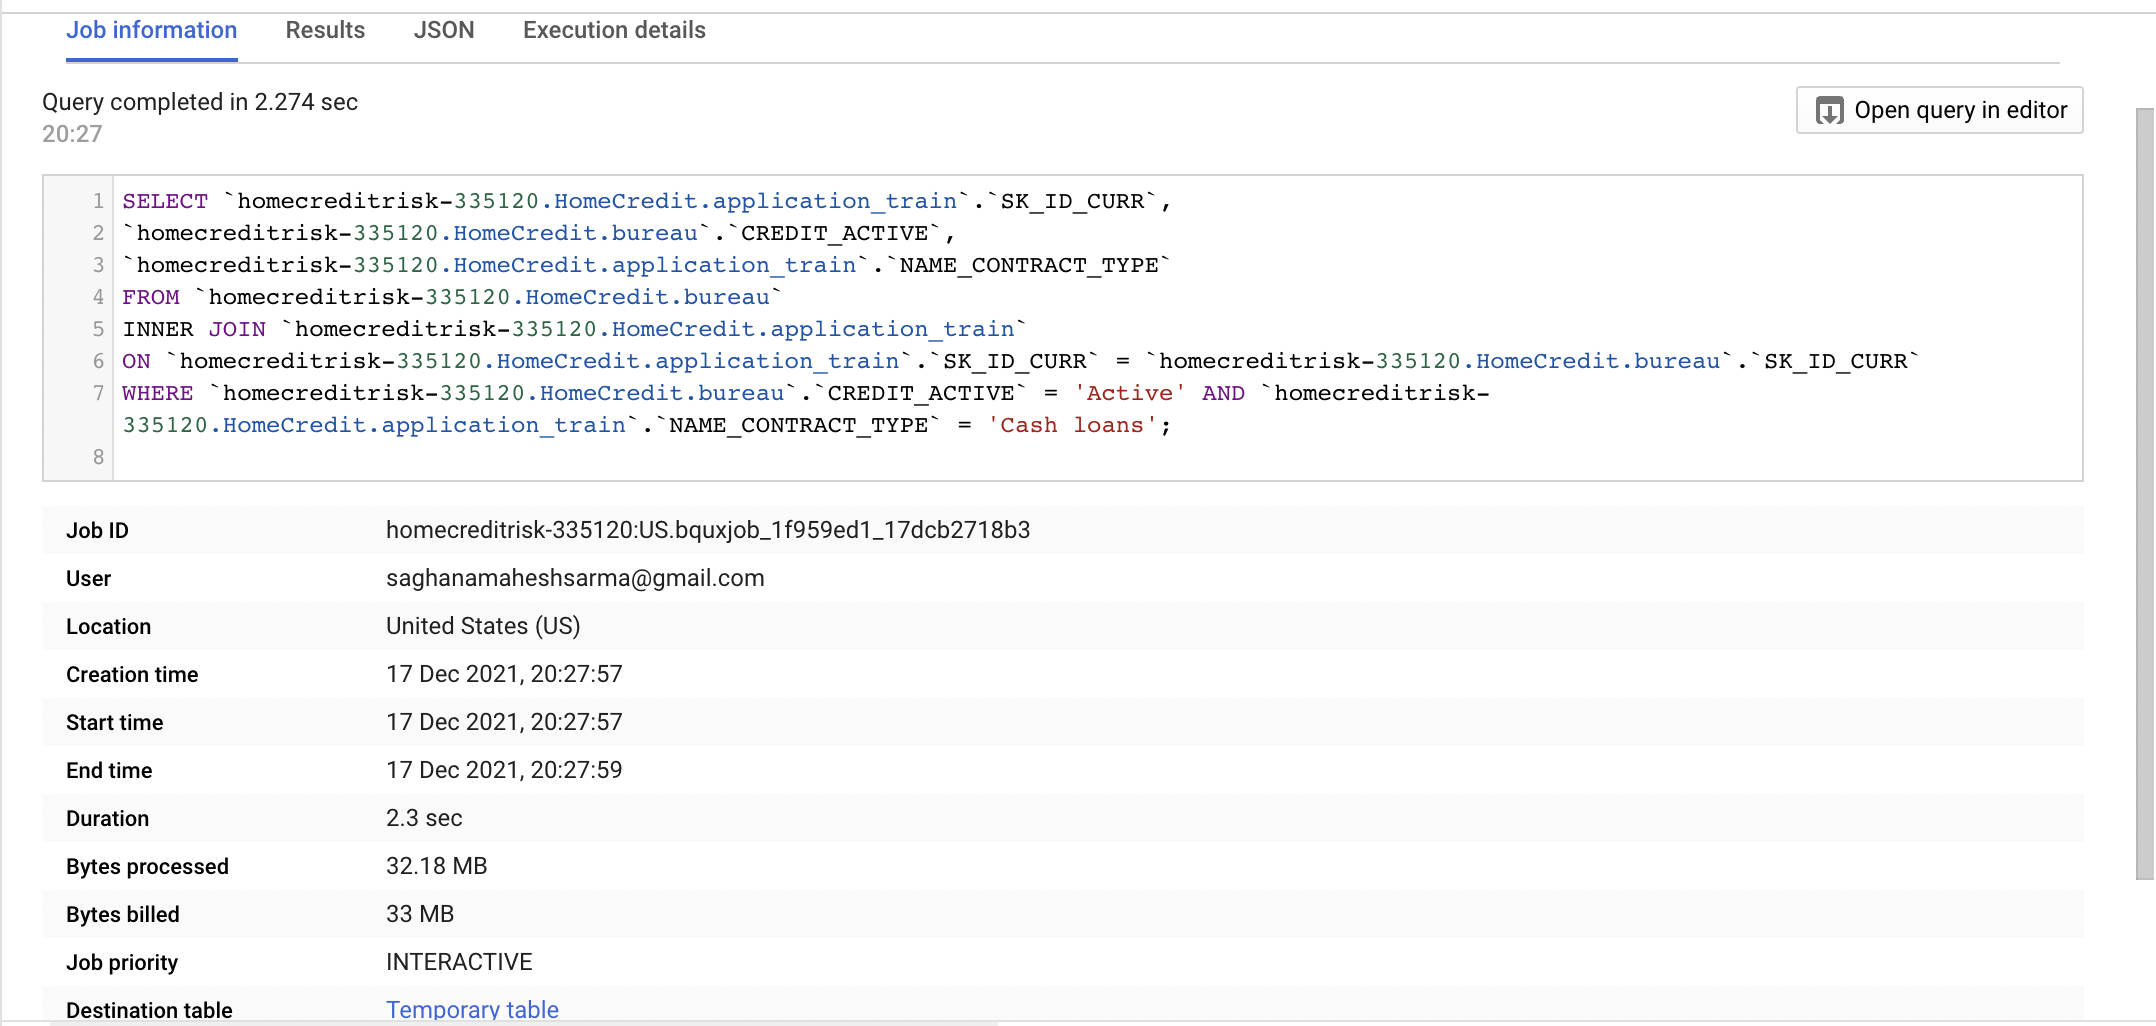 Job information Results JSON Execution details
Query completed in 2.274 sec
20:27
Open query in editor
1 SELECT `homecreditrisk-335120.HomeCredit.application_train`.`SK_ID_CURR`,
2 `homecreditrisk-335120.HomeCredit.bureau`.`CREDIT_ACTIVE`,
3 `homecreditrisk-335120.HomeCredit.application_train`.`NAME_CONTRACT_TYPE`
4 FROM `homecreditrisk-335120.HomeCredit.bureau`
5 INNER JOIN `homecreditrisk-335120.HomeCredit.application_train`
6 ON `homecreditrisk-335120.HomeCredit.application_train`.`SK_ID_CURR` = `homecreditrisk-335120.HomeCredit.bureau`.`SK_ID_CURR`
7 WHERE `homecreditrisk-335120.HomeCredit.bureau`.`CREDIT_ACTIVE` = 'Active' AND `homecreditrisk-
335120.HomeCredit.application_train`.`NAME_CONTRACT_TYPE` = 'Cash loans';
8
Job ID homecreditrisk-335120:US.bquxjob_1f959ed1_17dcb2718b3
User saghanamaheshsarma@gmail.com
Location United States (US)
Creation time 17 Dec 2021, 20:27:57
Start time 17 Dec 2021, 20:27:57
End time 17 Dec 2021, 20:27:59
Duration 2.3 sec
Bytes processed 32.18 MB
Bytes billed 33 MB
Job priority INTERACTIVE
Destination table Temporary table